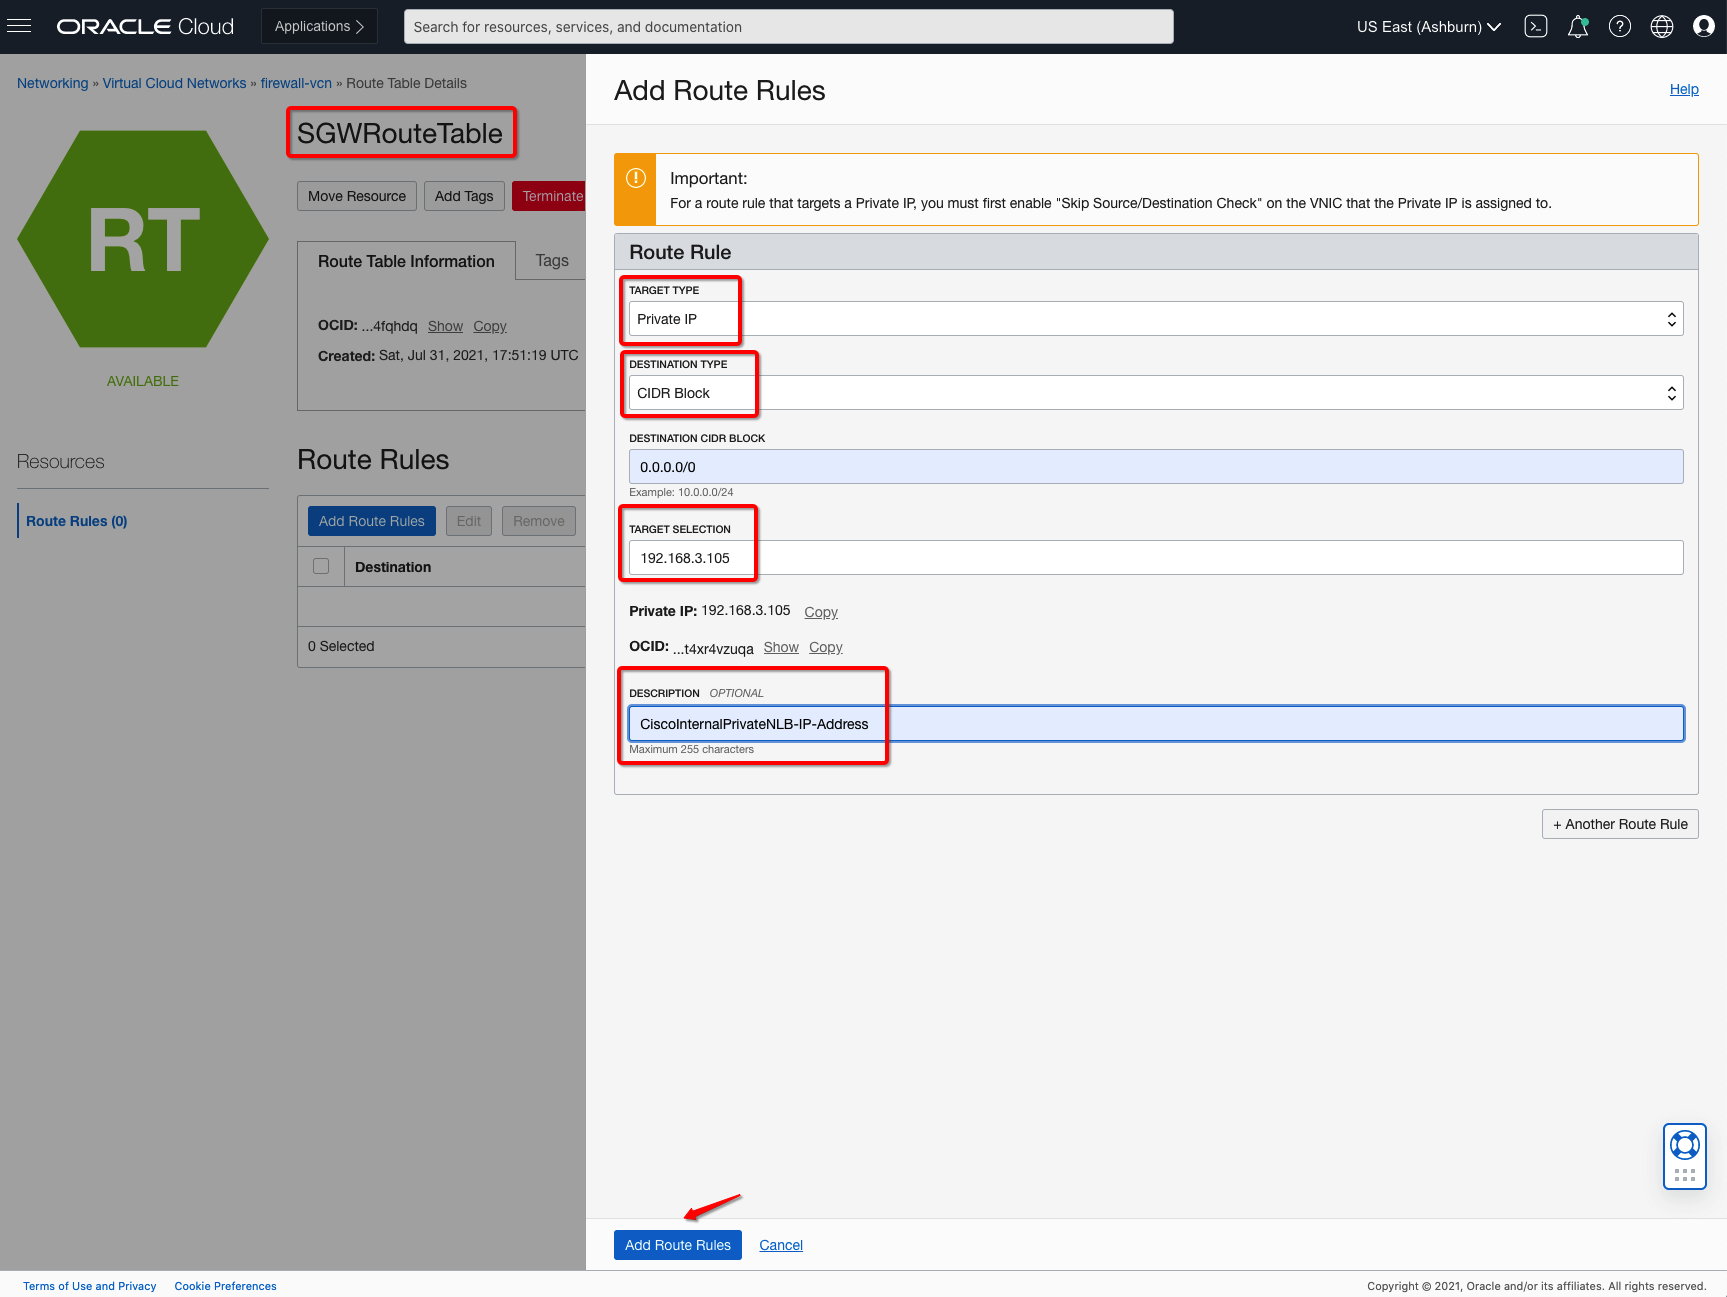 ORACLE Cloud
Applications
Search for resources, services, and documentation
US East (Ashburn)
Networking » Virtual Cloud Networks » firewall-vcn » Route Table Details
RT
AVAILABLE
SGWRouteTable
Move Resource
Add Tags
Terminate
Route Table Information
Tags
OCID: ...4fqhdq Show Copy
Created: Sat, Jul 31, 2021, 17:51:19 UTC
Resources
Route Rules (0)
Route Rules
Add Route Rules
Edit
Remove
Destination
0 Selected
Add Route Rules
Help
Important:
For a route rule that targets a Private IP, you must first enable "Skip Source/Destination Check" on the VNIC that the Private IP is assigned to.
Route Rule
TARGET TYPE
Private IP
DESTINATION TYPE
CIDR Block
DESTINATION CIDR BLOCK
0.0.0.0/0
Example: 10.0.0.0/24
TARGET SELECTION
192.168.3.105
Private IP: 192.168.3.105 Copy
OCID: ...t4xr4vzuqa Show Copy
DESCRIPTION OPTIONAL
CiscoInternalPrivateNLB-IP-Address
Maximum 255 characters
+ Another Route Rule
Add Route Rules
Cancel
Terms of Use and Privacy
Cookie Preferences
Copyright © 2021, Oracle and/or its affiliates. All rights reserved.